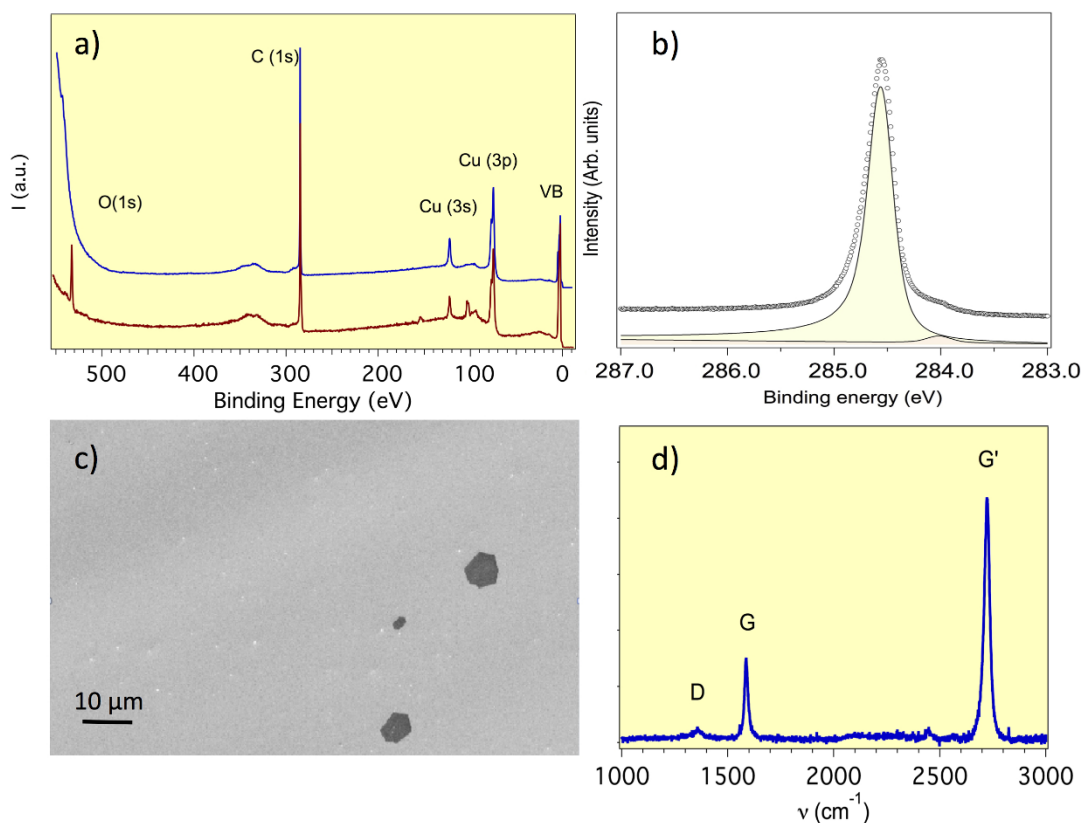 a)
C (1s)
Cu (3p)
O(1s)
Cu (3s)
VB
I (a.u.)
500
400
300
200
100
0
Binding Energy (eV)
b)
Intensity (Arb. units)
287.0
286.0
285.0
284.0
283.0
Binding energy (eV)
c)
10 µm
d)
G'
G
D
1000
1500
2000
2500
3000
ν (cm⁻¹)